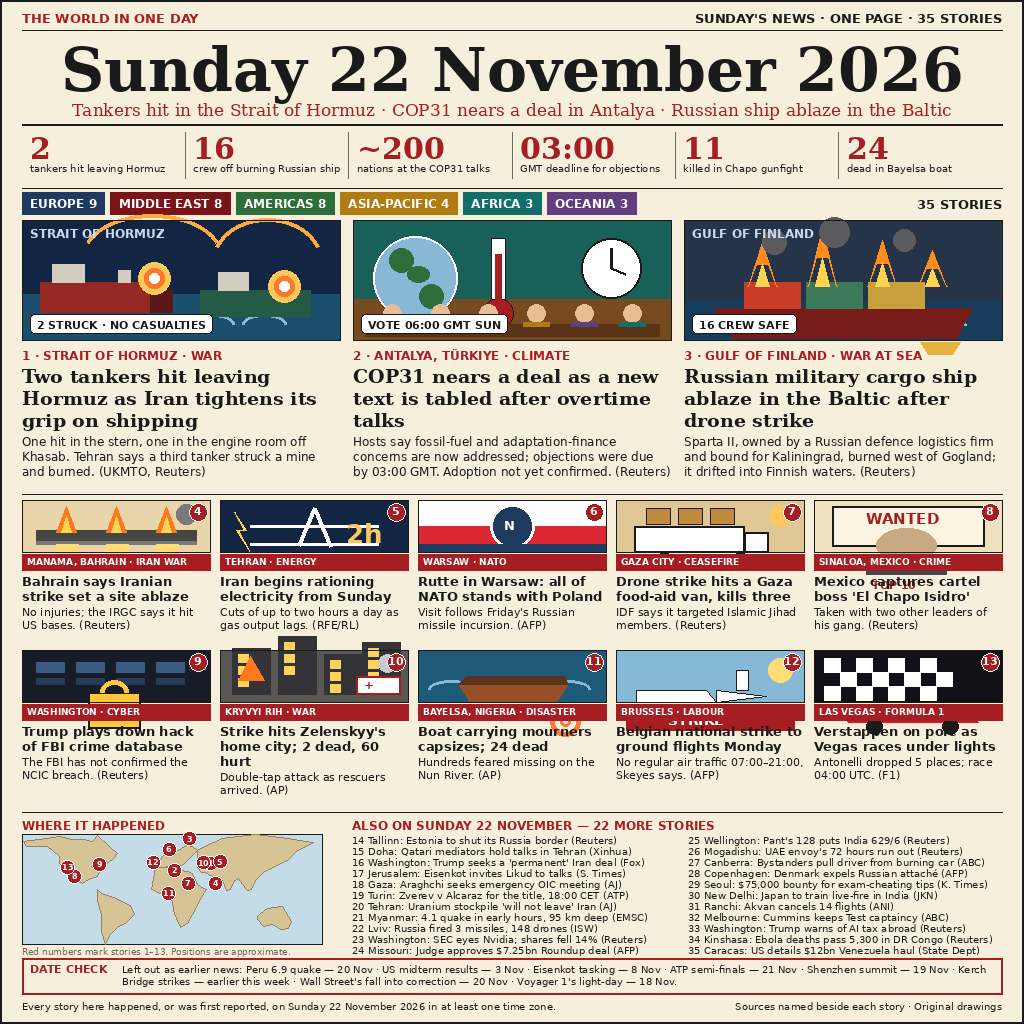 THE WORLD IN ONE DAY
SUNDAY'S NEWS · ONE PAGE · 35 STORIES
Sunday 22 November 2026
Tankers hit in the Strait of Hormuz · COP31 nears a deal in Antalya · Russian ship ablaze in the Baltic
2
tankers hit leaving Hormuz
16
crew off burning Russian ship
~200
nations at the COP31 talks
03:00
GMT deadline for objections
11
killed in Chapo gunfight
24
dead in Bayelsa boat
EUROPE 9
MIDDLE EAST 8
AMERICAS 8
ASIA-PACIFIC 4
AFRICA 3
OCEANIA 3
35 STORIES
STRAIT OF HORMUZ
2 STRUCK · NO CASUALTIES
VOTE 06:00 GMT SUN
GULF OF FINLAND
16 CREW SAFE
1 · STRAIT OF HORMUZ · WAR
Two tankers hit leaving
Hormuz as Iran tightens its
grip on shipping
One hit in the stern, one in the engine room off
Khasab. Tehran says a third tanker struck a mine
and burned. (UKMTO, Reuters)
2 · ANTALYA, TÜRKIYE · CLIMATE
COP31 nears a deal as a new
text is tabled after overtime
talks
Hosts say fossil-fuel and adaptation-finance
concerns are now addressed; objections were due
by 03:00 GMT. Adoption not yet confirmed. (Reuters)
3 · GULF OF FINLAND · WAR AT SEA
Russian military cargo ship
ablaze in the Baltic after
drone strike
Sparta II, owned by a Russian defence logistics firm
and bound for Kaliningrad, burned west of Gogland;
it drifted into Finnish waters. (Reuters)
4
MANAMA, BAHRAIN · IRAN WAR
Bahrain says Iranian
strike set a site ablaze
No injuries; the IRGC says it hit
US bases. (Reuters)
2h
5
TEHRAN · ENERGY
Iran begins rationing
electricity from Sunday
Cuts of up to two hours a day as
gas output lags. (RFE/RL)
N
6
WARSAW · NATO
Rutte in Warsaw: all of
NATO stands with Poland
Visit follows Friday's Russian
missile incursion. (AFP)
7
GAZA CITY · CEASEFIRE
Drone strike hits a Gaza
food-aid van, kills three
IDF says it targeted Islamic Jihad
members. (Reuters)
WANTED
8
SINALOA, MEXICO · CRIME
Mexico captures cartel
boss 'El Chapo Isidro'
Taken with two other leaders of
his gang. (Reuters)
9
WASHINGTON · CYBER
Trump plays down hack
of FBI crime database
The FBI has not confirmed the
NCIC breach. (Reuters)
+
10
KRYVYI RIH · WAR
Strike hits Zelenskyy's
home city; 2 dead, 60
hurt
Double-tap attack as rescuers
arrived. (AP)
11
BAYELSA, NIGERIA · DISASTER
Boat carrying mourners
capsizes; 24 dead
Hundreds feared missing on the
Nun River. (AP)
12
BRUSSELS · LABOUR
STRIKE
Belgian national strike to
ground flights Monday
No regular air traffic 07:00–21:00,
Skeyes says. (AFP)
13
LAS VEGAS · FORMULA 1
Verstappen on pole as
Vegas races under lights
Antonelli dropped 5 places; race
04:00 UTC. (F1)
WHERE IT HAPPENED
3
6
13
8
9
12
2
10
1
5
7
4
11
Red numbers mark stories 1–13. Positions are approximate.
ALSO ON SUNDAY 22 NOVEMBER — 22 MORE STORIES
14 Tallinn: Estonia to shut its Russia border (Reuters)
15 Doha: Qatari mediators hold talks in Tehran (Xinhua)
16 Washington: Trump seeks a 'permanent' Iran deal (Fox)
17 Jerusalem: Eisenkot invites Likud to talks (S. Times)
18 Gaza: Araghchi seeks emergency OIC meeting (AJ)
19 Turin: Zverev v Alcaraz for the title, 18:00 CET (ATP)
20 Tehran: Uranium stockpile 'will not leave' Iran (AJ)
21 Myanmar: 4.1 quake in early hours, 95 km deep (EMSC)
22 Lviv: Russia fired 3 missiles, 148 drones (ISW)
23 Washington: SEC eyes Nvidia; shares fell 14% (Reuters)
24 Missouri: Judge approves $7.25bn Roundup deal (AFP)
25 Wellington: Pant's 128 puts India 629/6 (Reuters)
26 Mogadishu: UAE envoy's 72 hours run out (Reuters)
27 Canberra: Bystanders pull driver from burning car (ABC)
28 Copenhagen: Denmark expels Russian attaché (AFP)
29 Seoul: $75,000 bounty for exam-cheating tips (K. Times)
30 New Delhi: Japan to train live-fire in India (JKN)
31 Ranchi: Akvan cancels 14 flights (ANI)
32 Melbourne: Cummins keeps Test captaincy (ABC)
33 Washington: Trump warns of AI tax abroad (Reuters)
34 Kinshasa: Ebola deaths pass 5,300 in DR Congo (Reuters)
35 Caracas: US details $12bn Venezuela haul (State Dept)
DATE CHECK
Left out as earlier news: Peru 6.9 quake — 20 Nov · US midterm results — 3 Nov · Eisenkot tasking — 8 Nov · ATP semi-finals — 21 Nov · Shenzhen summit — 19 Nov · Kerch
Bridge strikes — earlier this week · Wall Street's fall into correction — 20 Nov · Voyager 1's light-day — 18 Nov.
Every story here happened, or was first reported, on Sunday 22 November 2026 in at least one time zone.
Sources named beside each story · Original drawings